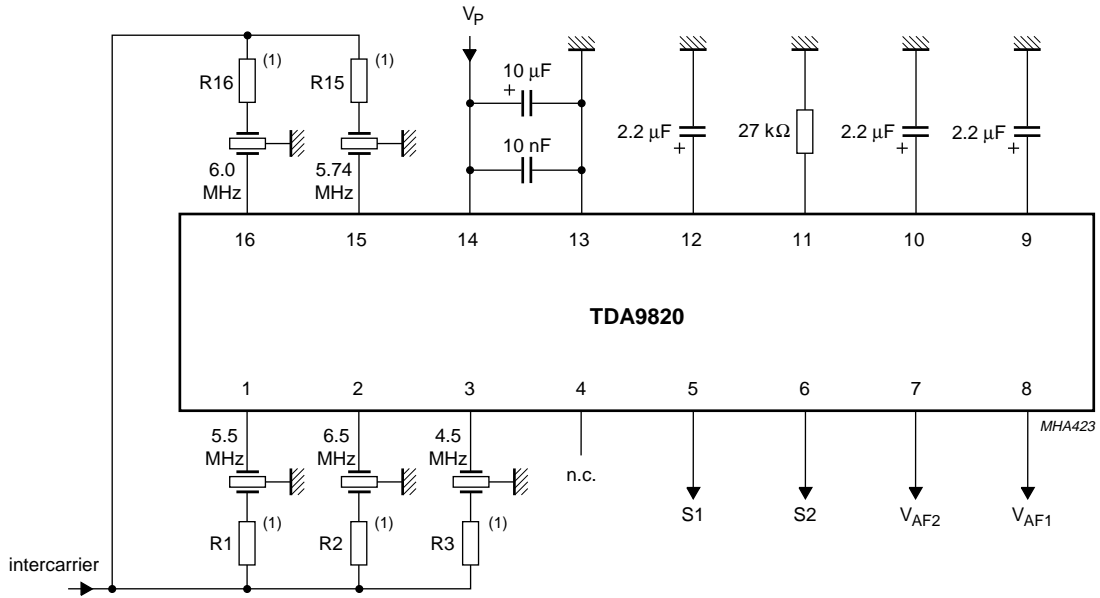 V_P
(1)
(1)
R16
R15
10 μF
+
10 nF
2.2 μF
+
27 kΩ
2.2 μF
+
2.2 μF
+
6.0
MHz
5.74
MHz
16
15
14
13
12
11
10
9
TDA9820
1
2
3
4
5
6
7
8
MHA423
5.5
MHz
6.5
MHz
4.5
MHz
n.c.
S1
S2
V_AF2
V_AF1
(1)
(1)
(1)
R1
R2
R3
intercarrier